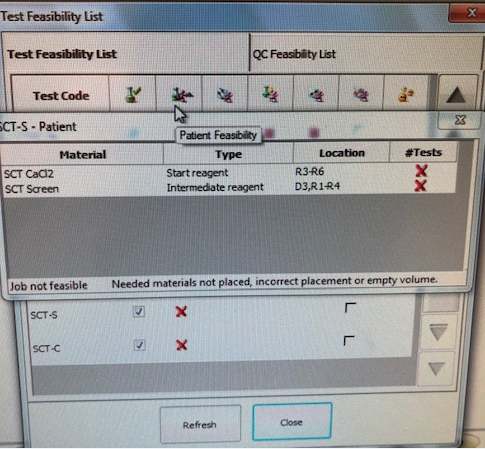 Test Feasibility List
Test Feasibility List
QC Feasibility List
Test Code
SCT-S - Patient
Patient Feasibility
Material Type Location #Tests
SCT CaCl2 Start reagent R3-R6
SCT Screen Intermediate reagent D3,R1-R4
Job not feasible Needed materials not placed, incorrect placement or empty volume.
SCT-S
SCT-C
Refresh Close